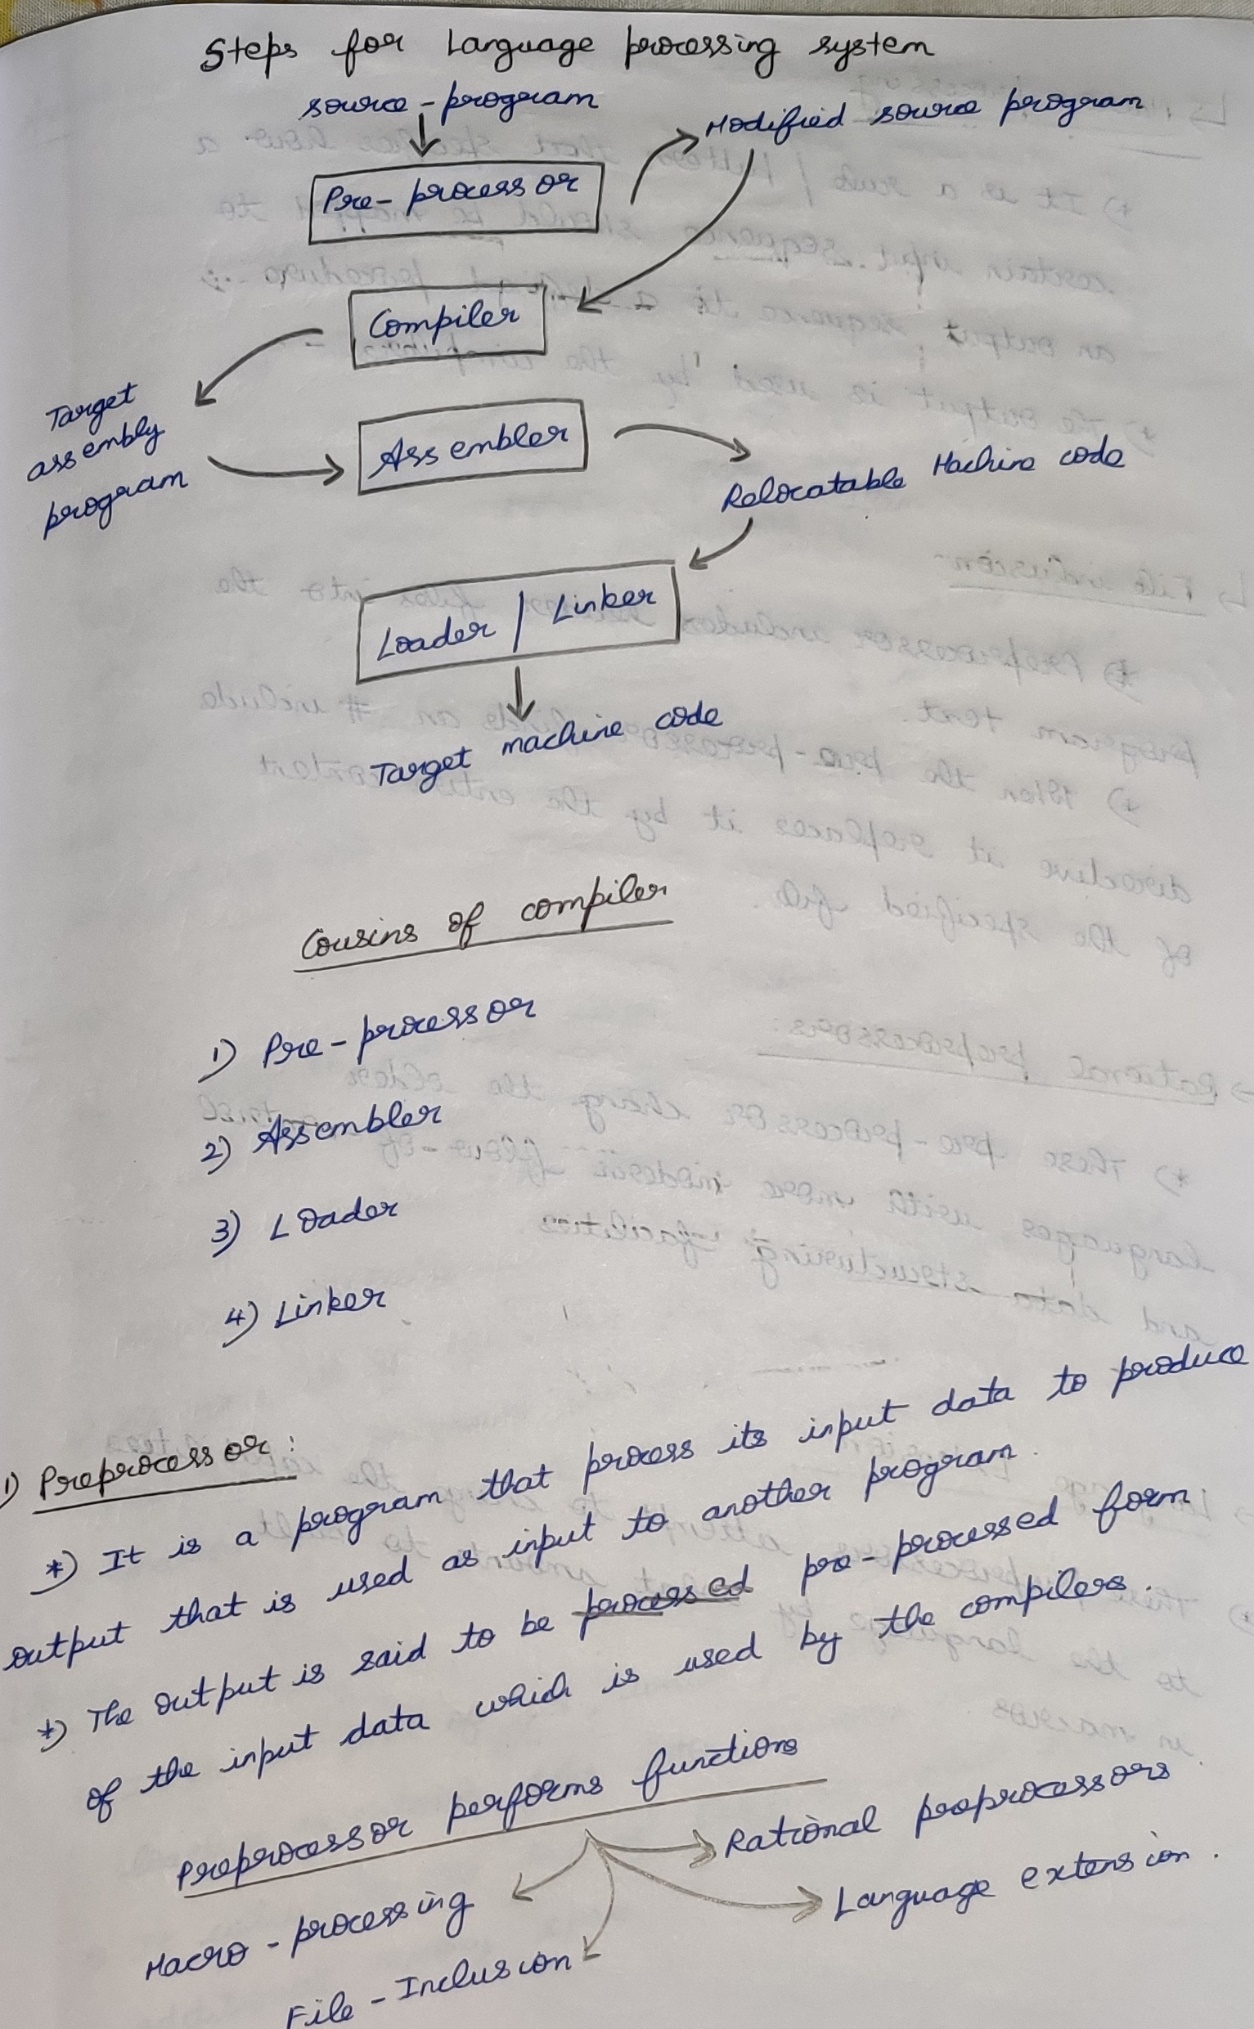 Steps for Language processing system
source-program
Modified source program
Pre-processor
Compiler
Target
assembly
program
Assembler
Relocatable Machine code
Loader / Linker
Target machine code
Cousins of compiler
1) Pre-processor
2) Assembler
3) Loader
4) Linker
1) Preprocessor:
*) It is a program that process its input data to produce
output that is used as input to another program.
*) The output is said to be processed pre-processed form
of the input data which is used by the compilers.
Preprocessor performs functions
Rational preprocessors
Language extension.
Macro-processing
File-Inclusion